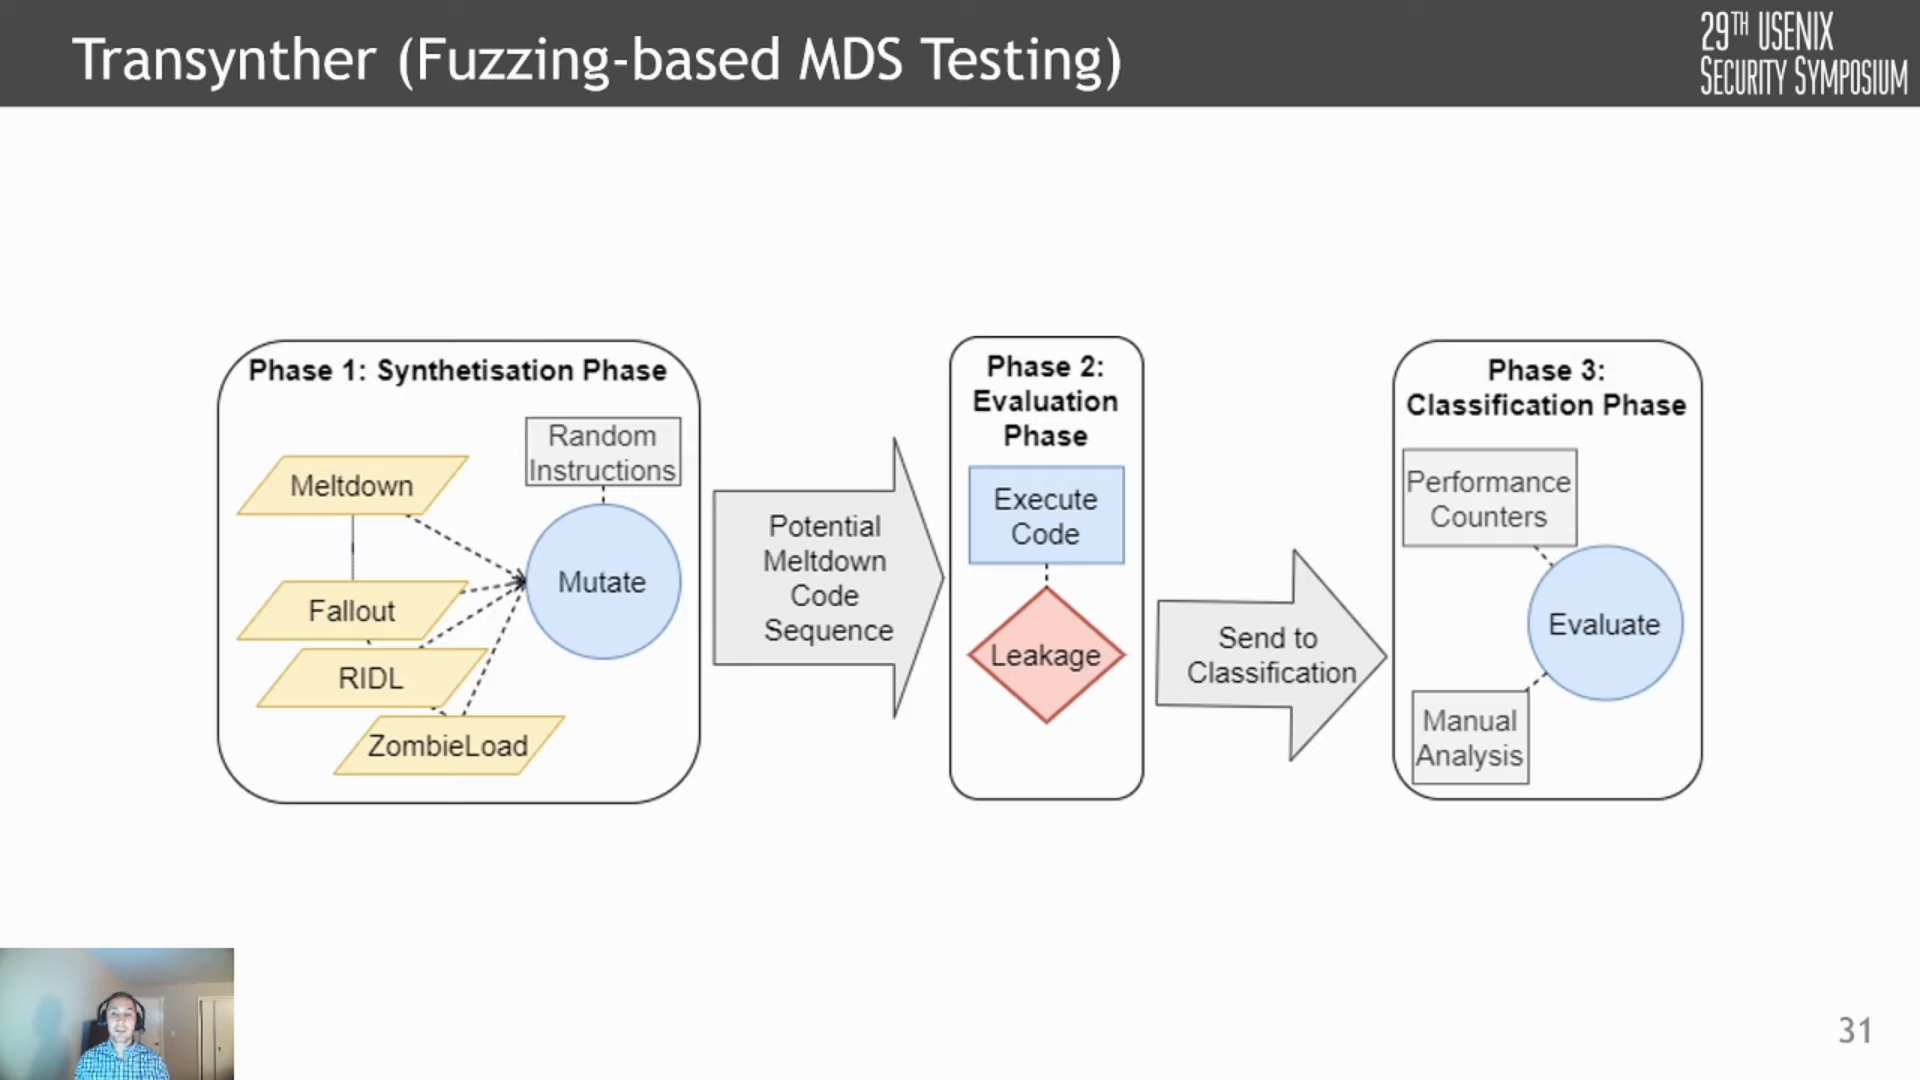 Transynther (Fuzzing-based MDS Testing)
29TH USENIX
SECURITY SYMPOSIUM
Phase 1: Synthetisation Phase
Random
Instructions
Meltdown
Mutate
Fallout
RIDL
ZombieLoad
Potential
Meltdown
Code
Sequence
Phase 2:
Evaluation
Phase
Execute
Code
Leakage
Send to
Classification
Phase 3:
Classification Phase
Performance
Counters
Evaluate
Manual
Analysis
31